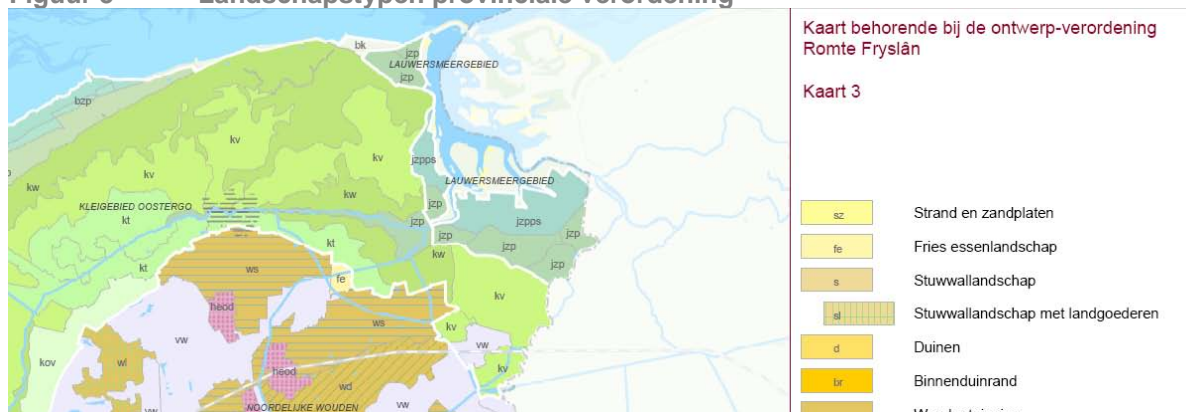 bk
jzp
LAUWERSMEERGEBIED
jzp
bzp
kv
kv
jzpps
kv
LAUWERSMEERGEBIED
kw
kw
jzp
KLEIGEBIED OOSTERGO
kt
jzp
jzpps
jzp
jzp
jzp
kt
kw
jzp
kt
ws
fe
heod
kv
ws
kv
vw
vw
kov
wl
heod
kv
wd
vw
NOORDELIJKE WOUDEN
vw
Kaart behorende bij de ontwerp-verordening
Romte Fryslân
Kaart 3
sz Strand en zandplaten
fe Fries essenlandschap
s Stuwwallandschap
sl Stuwwallandschap met landgoederen
d Duinen
br Binnenduinrand